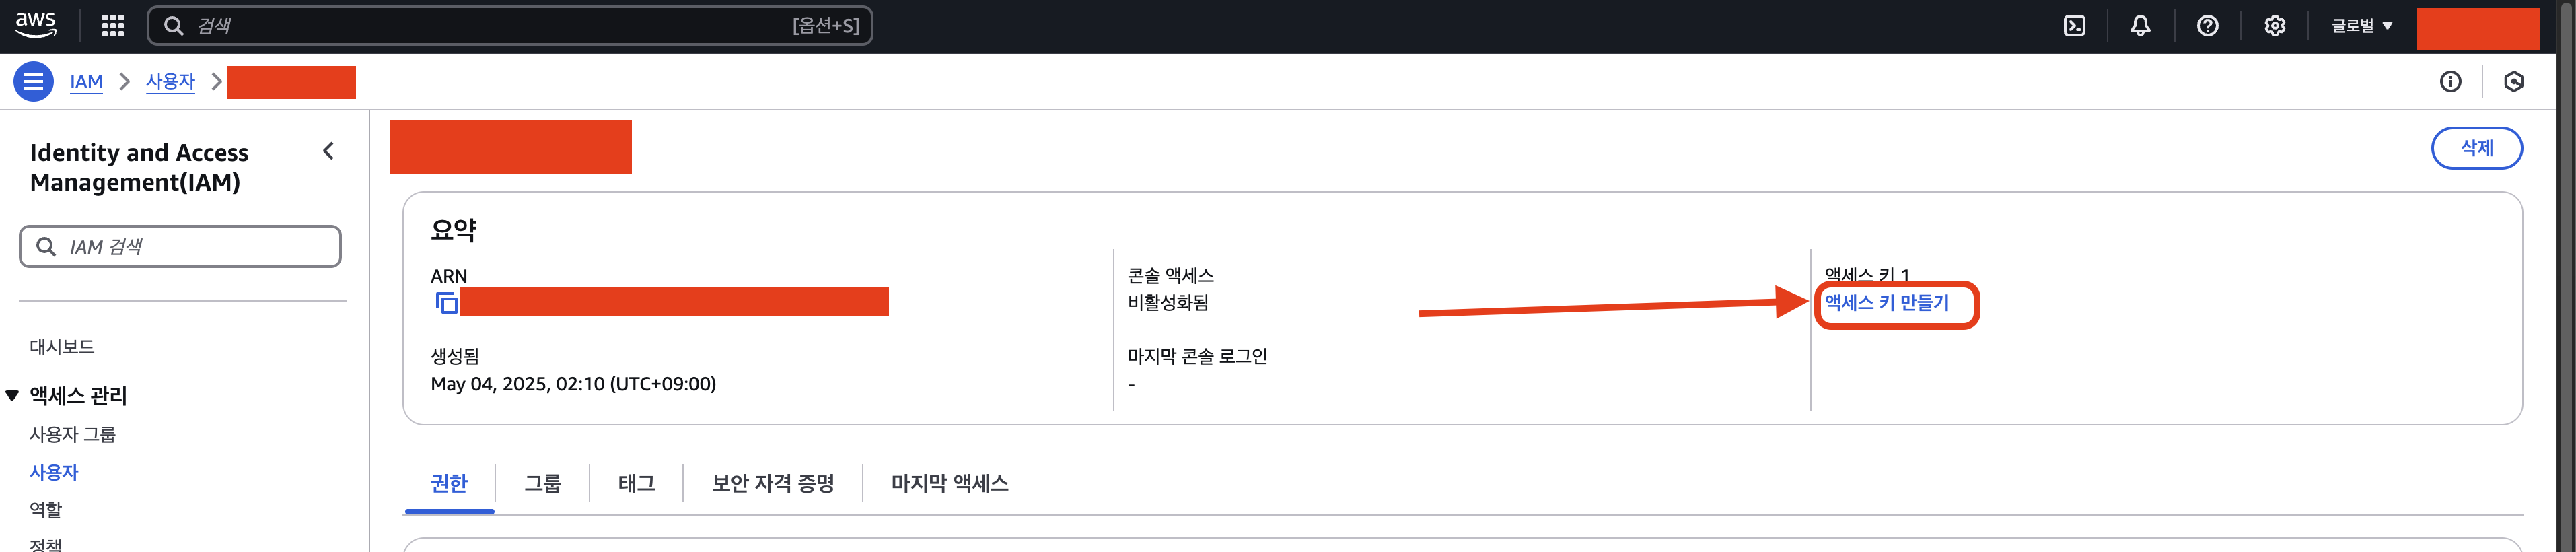 aws
검색
[옵션+S]
글로벌
IAM
사용자
Identity and Access
Management(IAM)
삭제
IAM 검색
대시보드
액세스 관리
사용자 그룹
사용자
역할
정책
요약
ARN
생성됨
May 04, 2025, 02:10 (UTC+09:00)
콘솔 액세스
비활성화됨
마지막 콘솔 로그인
-
액세스 키 1
액세스 키 만들기
권한
그룹
태그
보안 자격 증명
마지막 액세스